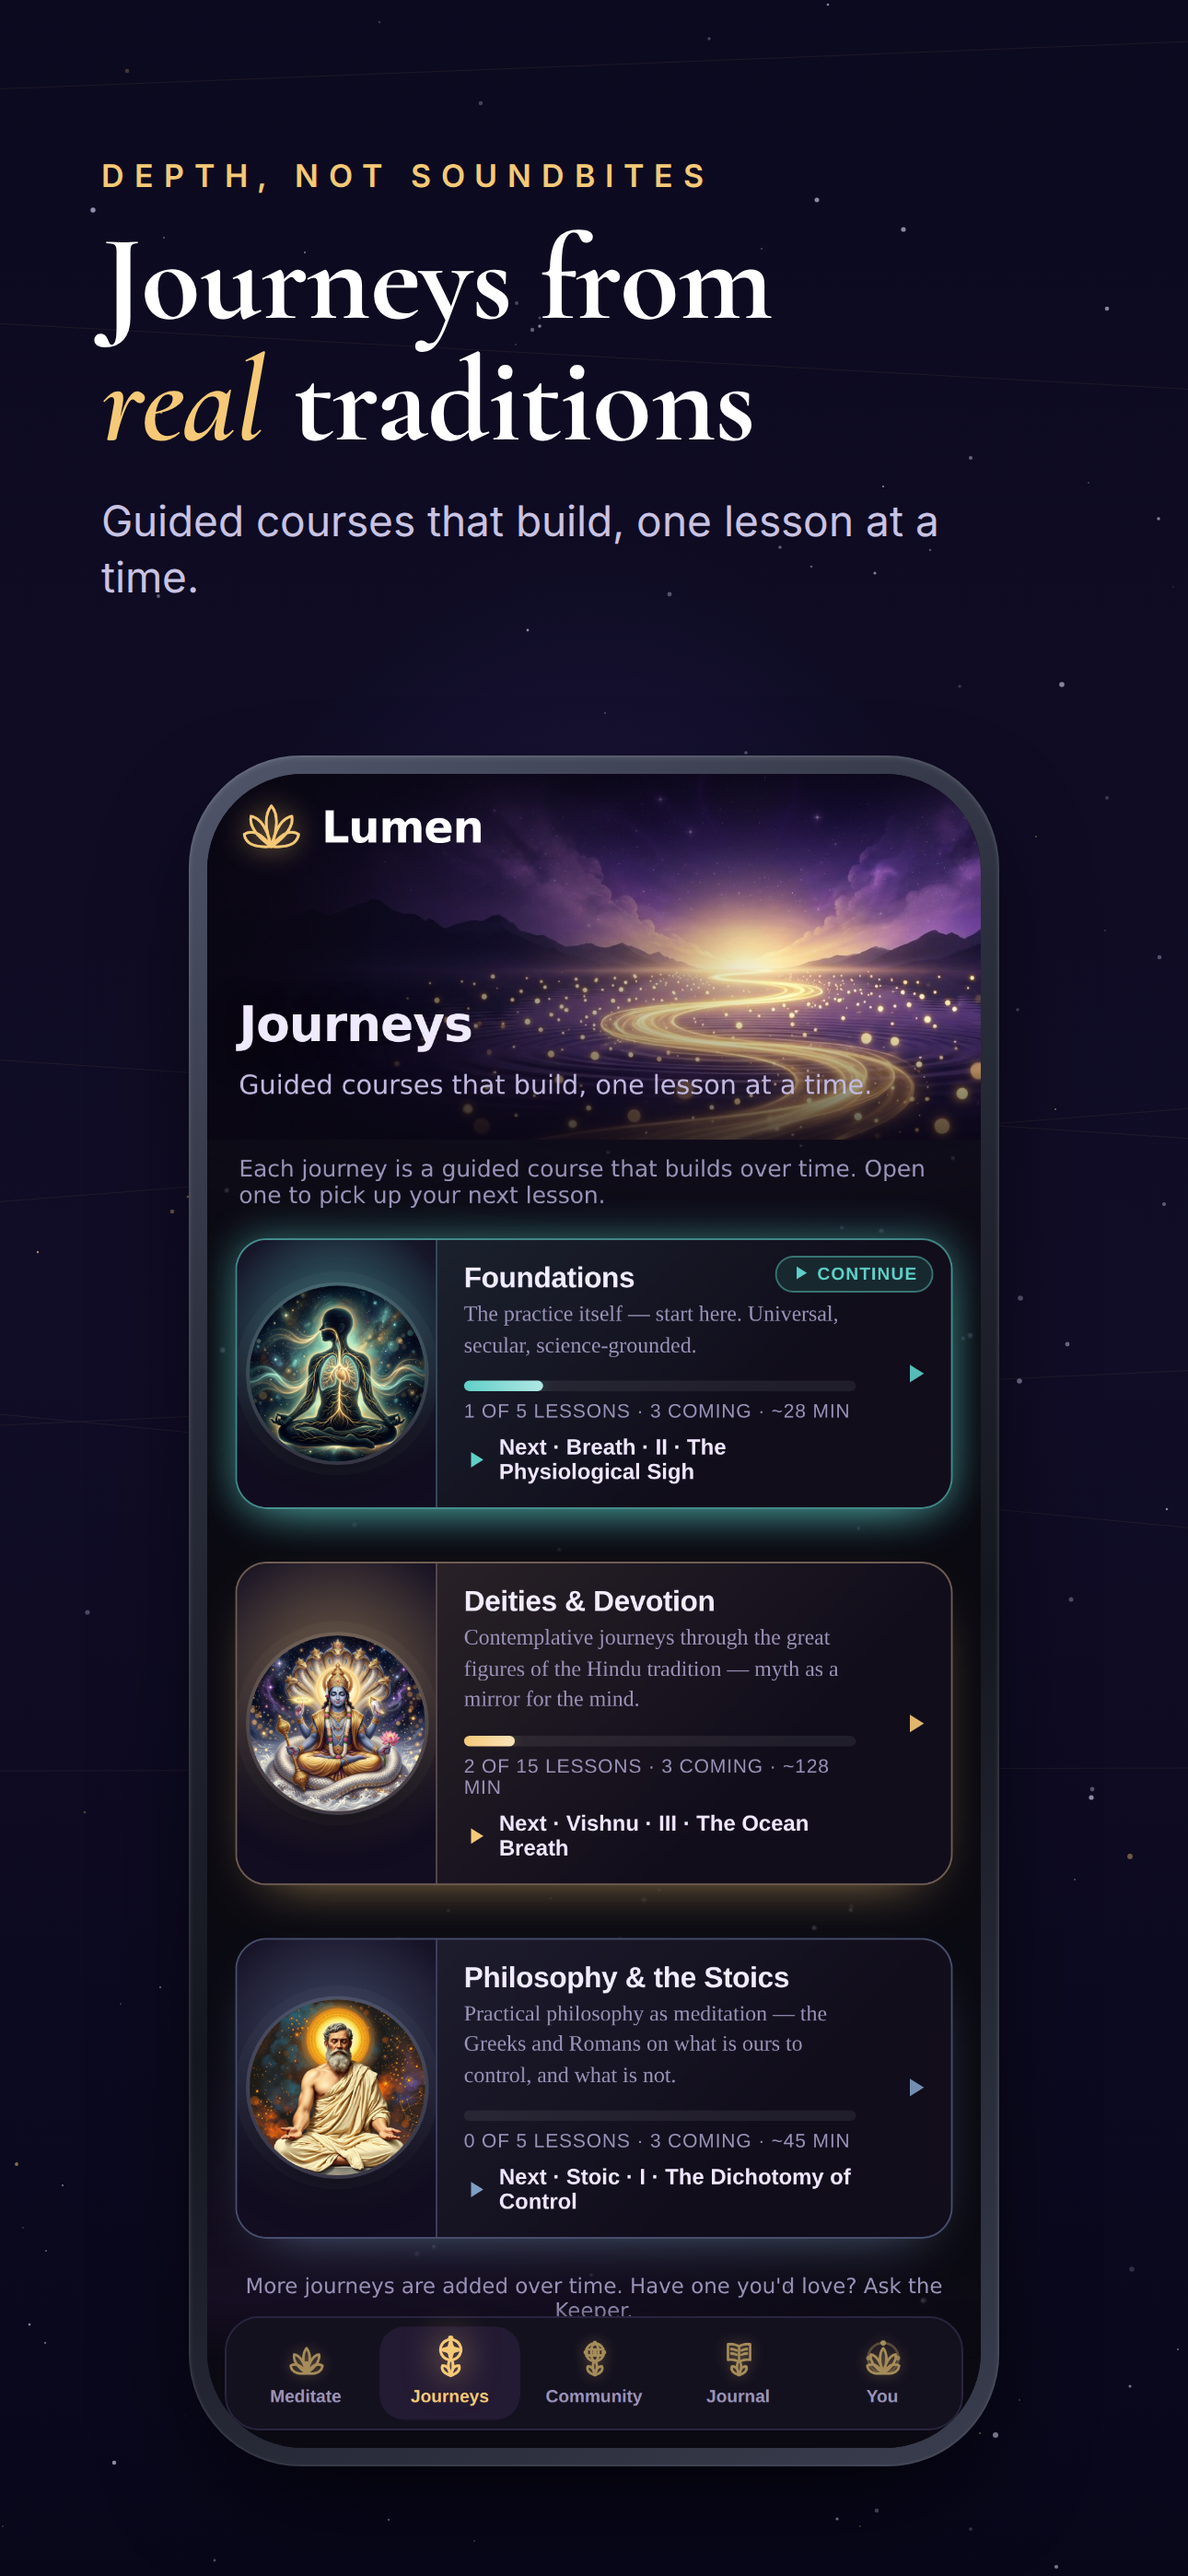 DEPTH, NOT SOUNDBITES
Journeys from
real traditions
Guided courses that build, one lesson at a
time.
Lumen
Journeys
Guided courses that build, one lesson at a time.
Each journey is a guided course that builds over time. Open
one to pick up your next lesson.
Foundations
CONTINUE
The practice itself — start here. Universal,
secular, science-grounded.
1 OF 5 LESSONS · 3 COMING · ~28 MIN
Next · Breath · II · The
Physiological Sigh
Deities & Devotion
Contemplative journeys through the great
figures of the Hindu tradition — myth as a
mirror for the mind.
2 OF 15 LESSONS · 3 COMING · ~128
MIN
Next · Vishnu · III · The Ocean
Breath
Philosophy & the Stoics
Practical philosophy as meditation — the
Greeks and Romans on what is ours to
control, and what is not.
0 OF 5 LESSONS · 3 COMING · ~45 MIN
Next · Stoic · I · The Dichotomy of
Control
More journeys are added over time. Have one you'd love? Ask the
Keeper.
Meditate
Journeys
Community
Journal
You